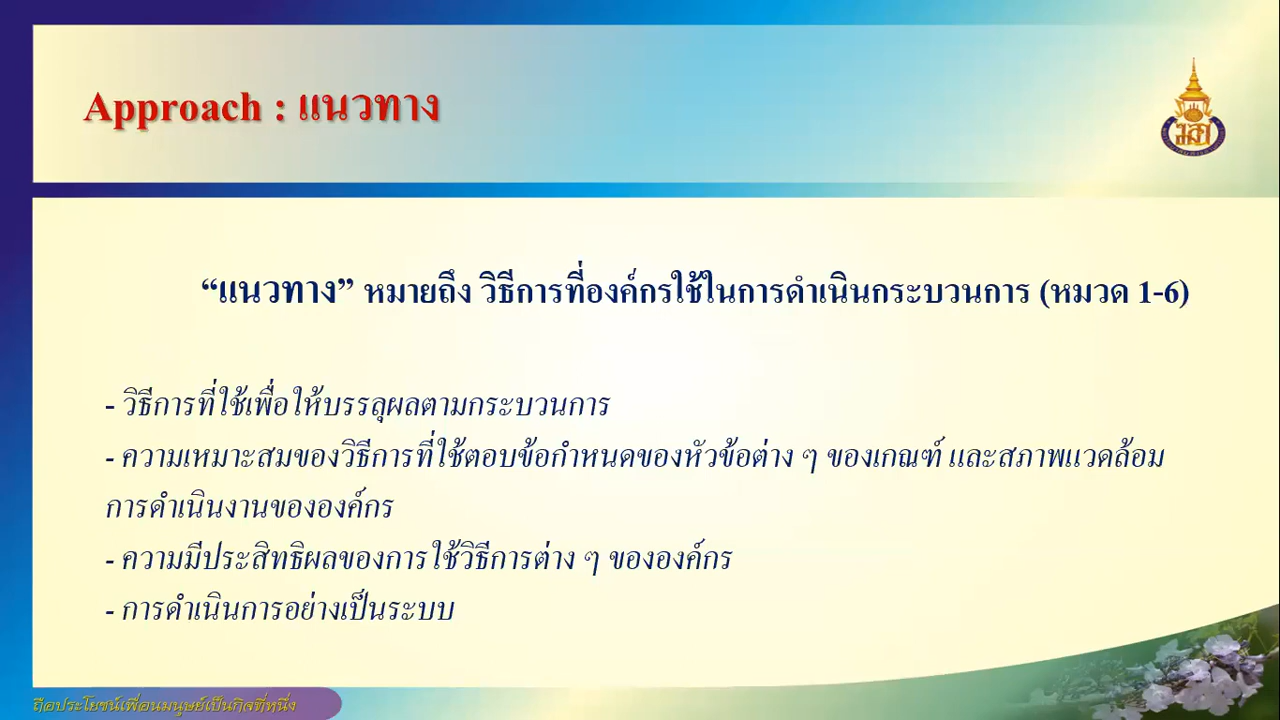 Approach : แนวทาง
“แนวทาง” หมายถึง วิธีการที่องค์กรใช้ในการดำเนินกระบวนการ (หมวด 1-6)
- วิธีการที่ใช้เพื่อให้บรรลุผลตามกระบวนการ
- ความเหมาะสมของวิธีการที่ใช้ตอบข้อกำหนดของหัวข้อต่าง ๆ ของเกณฑ์ และสภาพแวดล้อม
การดำเนินงานขององค์กร
- ความมีประสิทธิผลของการใช้วิธีการต่าง ๆ ขององค์กร
- การดำเนินการอย่างเป็นระบบ
ถือประโยชน์เพื่อนมนุษย์เป็นกิจที่หนึ่ง